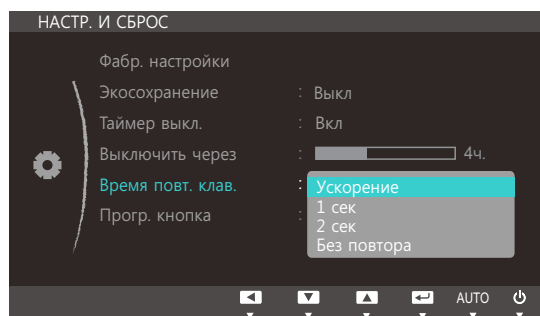 НАСТР. И СБРОС
Фабр. настройки
Экосохранение : Выкл
Таймер выкл. : Вкл
Выключить через : 4ч.
Время повт. клав. : Ускорение
1 сек
Прогр. кнопка :
2 сек
Без повтора
AUTO